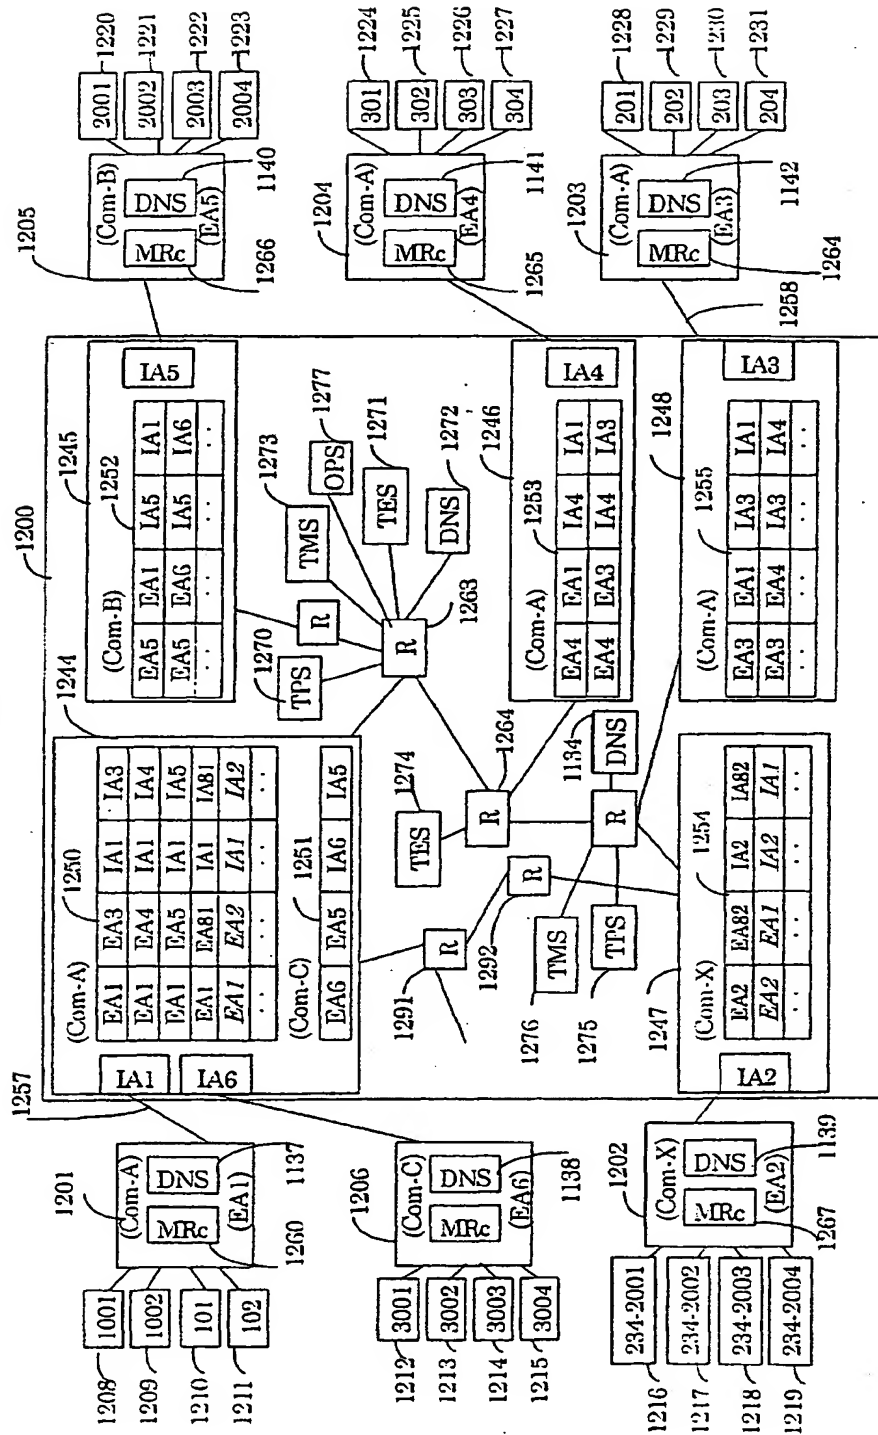 1208
1001
1209
1002
1210
101
1211
102
1201
(Com-A)
MRc
DNS
(EA1)
1260
1137
1257
1212
3001
1213
3002
1214
3003
1215
3004
1206
(Com-C)
MRc
DNS
(EA6)
1138
1216
234-2001
1217
234-2002
1218
234-2003
1219
234-2004
1202
(Com-X)
MRc
DNS
(EA2)
1267
1139
1200
1244
IA1
IA6
(Com-A)
1250
EA1 EA3 IA1 IA3
EA1 EA4 IA1 IA4
EA1 EA5 IA1 IA5
EA1 EA81 IA1 IA81
EA1 EA2 IA1 IA2
(Com-C)
1251
EA6 EA5 IA6 IA5
1247
IA2
(Com-X)
1254
EA2 EA82 IA2 IA82
EA2 EA1 IA2 IA1
1291
R
1292
R
1274
TES
1264
R
1276
TMS
1275
TPS
R
1134
DNS
1270
TPS
R
1273
TMS
1277
OPS
1271
TES
1272
DNS
1263
R
1245
(Com-B)
1252
EA5 EA1 IA5 IA1
EA5 EA6 IA5 IA6
IA5
1246
(Com-A)
1253
EA4 EA1 IA4 IA1
EA4 EA3 IA4 IA3
IA4
1248
(Com-A)
1255
EA3 EA1 IA3 IA1
EA3 EA4 IA3 IA4
IA3
1258
1205
(Com-B)
MRc
DNS
(EA5)
1266
1140
2001
1220
2002
1221
2003
1222
2004
1223
1204
(Com-A)
MRc
DNS
(EA4)
1265
1141
301
1224
302
1225
303
1226
304
1227
1203
(Com-A)
MRc
DNS
(EA3)
1264
1142
201
1228
202
1229
203
1230
204
1231